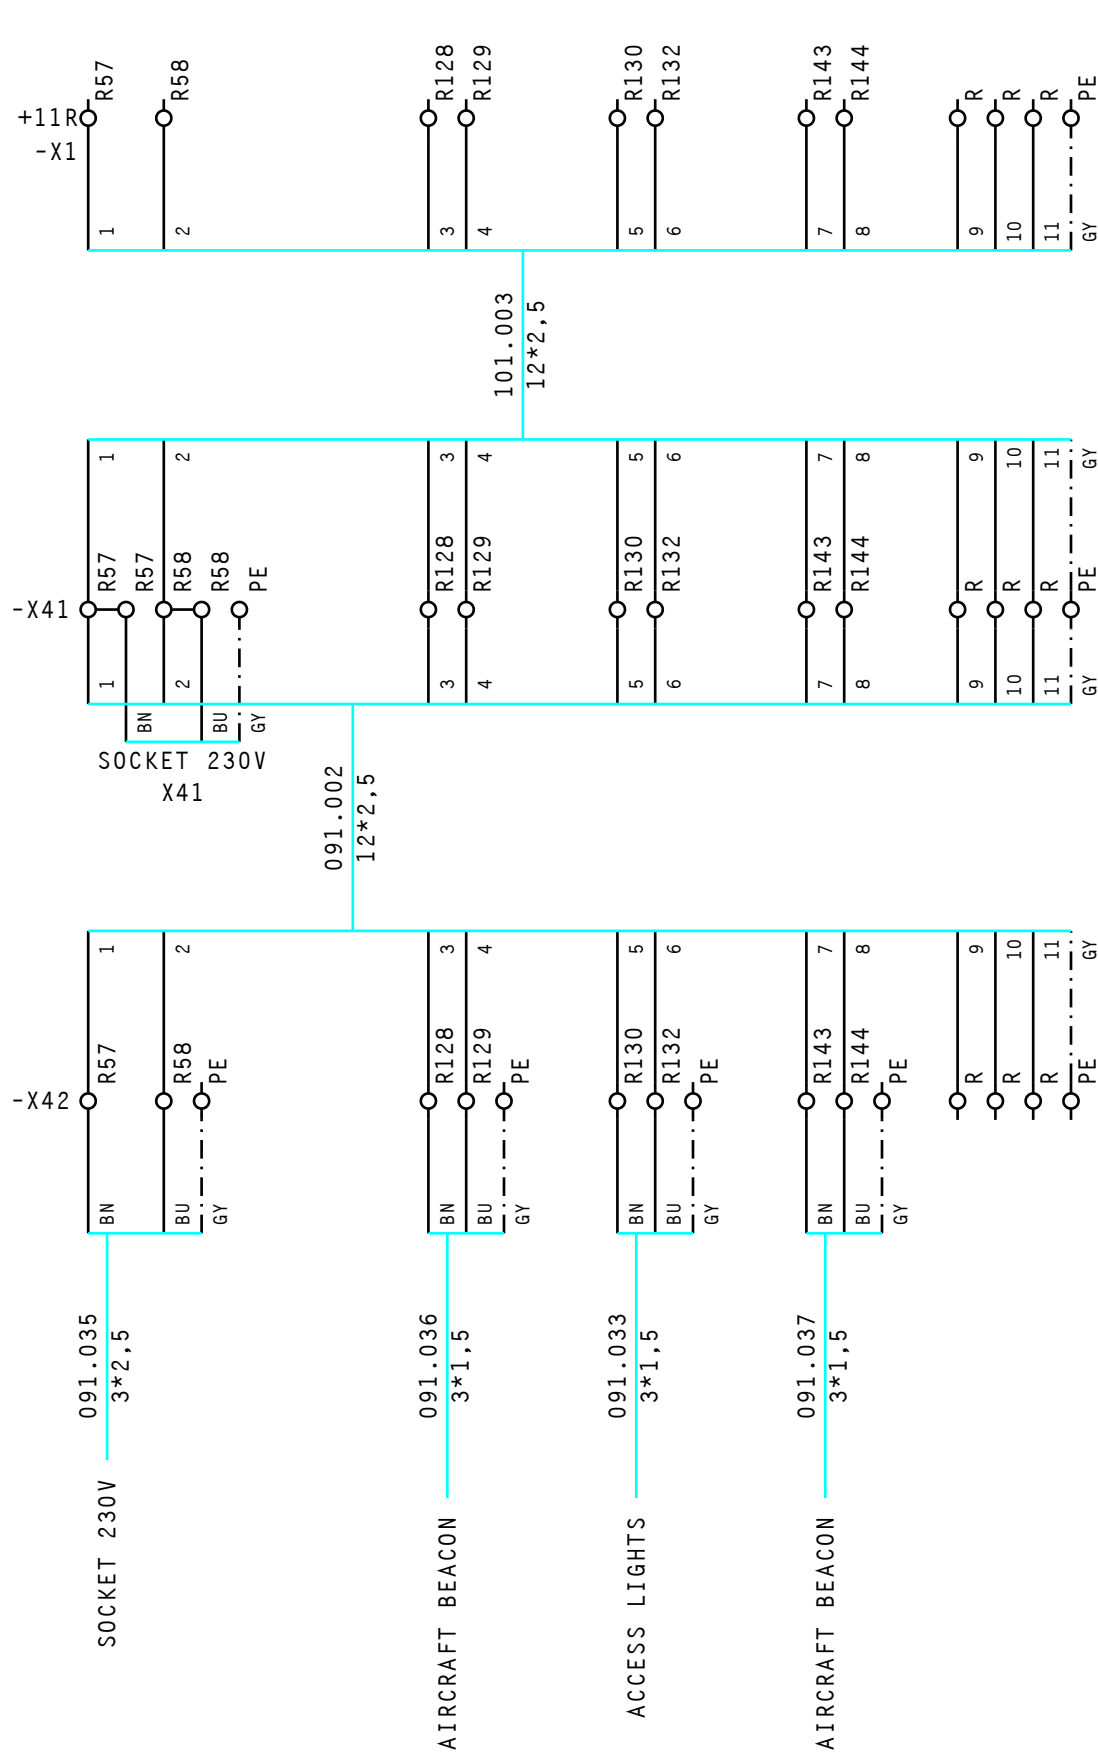 +11R
-X1
R57
R58
R128
R129
R130
R132
R143
R144
R
R
R
PE
1
2
3
4
5
6
7
8
9
10
11
GY
101.003
12*2,5
1
2
3
4
5
6
7
8
9
10
11
GY
-X41
R57
R57
R58
R58
PE
R128
R129
R130
R132
R143
R144
R
R
R
PE
1
2
3
4
5
6
7
8
9
10
11
GY
BN
BU
GY
SOCKET 230V
X41
091.002
12*2,5
1
2
3
4
5
6
7
8
9
10
11
GY
-X42
R57
R58
PE
R128
R129
PE
R130
R132
PE
R143
R144
PE
R
R
R
PE
BN
BU
GY
BN
BU
GY
BN
BU
GY
BN
BU
GY
091.035
3*2,5
091.036
3*1,5
091.033
3*1,5
091.037
3*1,5
SOCKET 230V
AIRCRAFT BEACON
ACCESS LIGHTS
AIRCRAFT BEACON